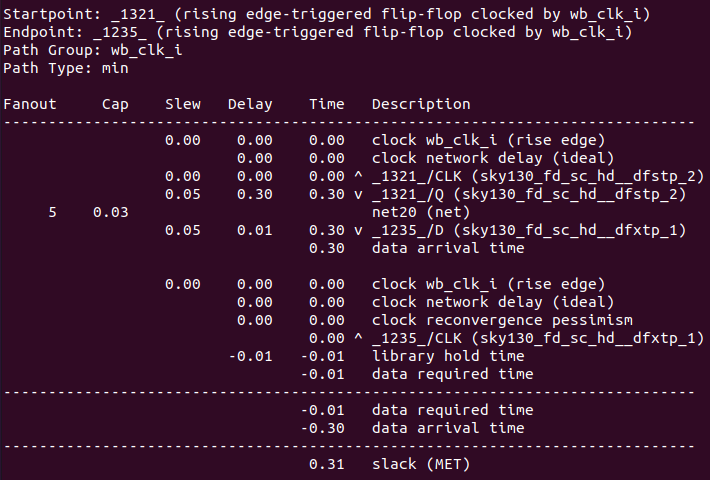 Startpoint: _1321_ (rising edge-triggered flip-flop clocked by wb_clk_i)
Endpoint: _1235_ (rising edge-triggered flip-flop clocked by wb_clk_i)
Path Group: wb_clk_i
Path Type: min
Fanout     Cap    Slew   Delay    Time   Description
-----------------------------------------------------------------------------
                  0.00    0.00    0.00   clock wb_clk_i (rise edge)
                          0.00    0.00   clock network delay (ideal)
                  0.00    0.00    0.00 ^ _1321_/CLK (sky130_fd_sc_hd__dfstp_2)
                  0.05    0.30    0.30 v _1321_/Q (sky130_fd_sc_hd__dfstp_2)
     5    0.03                           net20 (net)
                  0.05    0.01    0.30 v _1235_/D (sky130_fd_sc_hd__dfxtp_1)
                                  0.30   data arrival time
                  0.00    0.00    0.00   clock wb_clk_i (rise edge)
                          0.00    0.00   clock network delay (ideal)
                          0.00    0.00   clock reconvergence pessimism
                                  0.00 ^ _1235_/CLK (sky130_fd_sc_hd__dfxtp_1)
                         -0.01   -0.01   library hold time
                                 -0.01   data required time
-----------------------------------------------------------------------------
                                 -0.01   data required time
                                 -0.30   data arrival time
-----------------------------------------------------------------------------
                                  0.31   slack (MET)